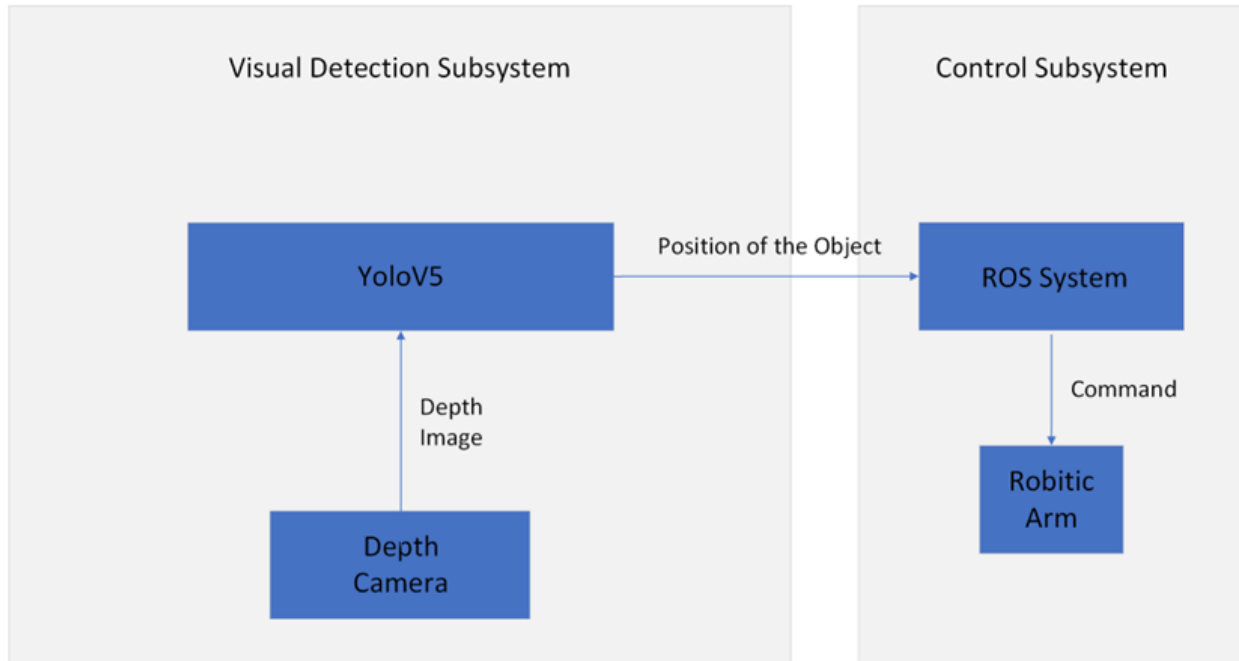 Visual Detection Subsystem
Control Subsystem
YoloV5
Position of the Object
ROS System
Depth
Image
Command
Depth
Camera
Robitic
Arm